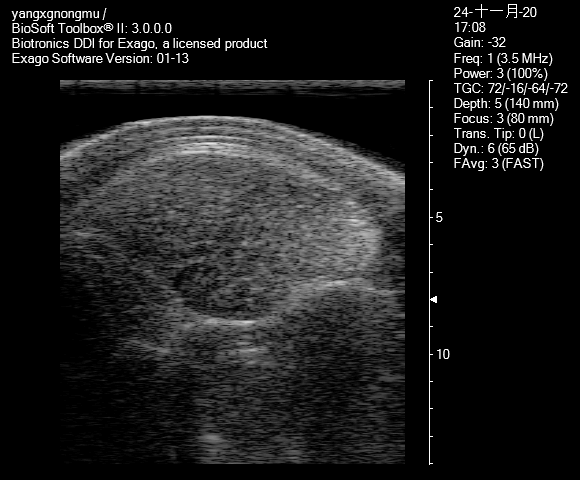 yangxgnongmu /
BioSoft Toolbox® II: 3.0.0.0
Biotronics DDI for Exago, a licensed product
Exago Software Version: 01-13
24-十一月-20
17:08
Gain: -32
Freq: 1 (3.5 MHz)
Power: 3 (100%)
TGC: 72/-16/-64/-72
Depth: 5 (140 mm)
Focus: 3 (80 mm)
Trans. Tip: 0 (L)
Dyn.: 6 (65 dB)
FAvg: 3 (FAST)
5
10